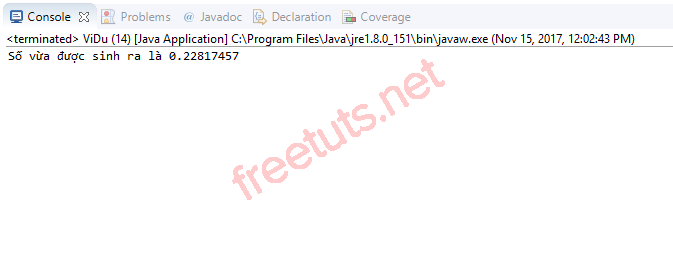 Console Problems @ Javadoc Declaration Coverage
<terminated> ViDu (14) [Java Application] C:\Program Files\Java\jre1.8.0_151\bin\javaw.exe (Nov 15, 2017, 12:02:43 PM)
Số vừa được sinh ra là 0.22817457
freetuts.net